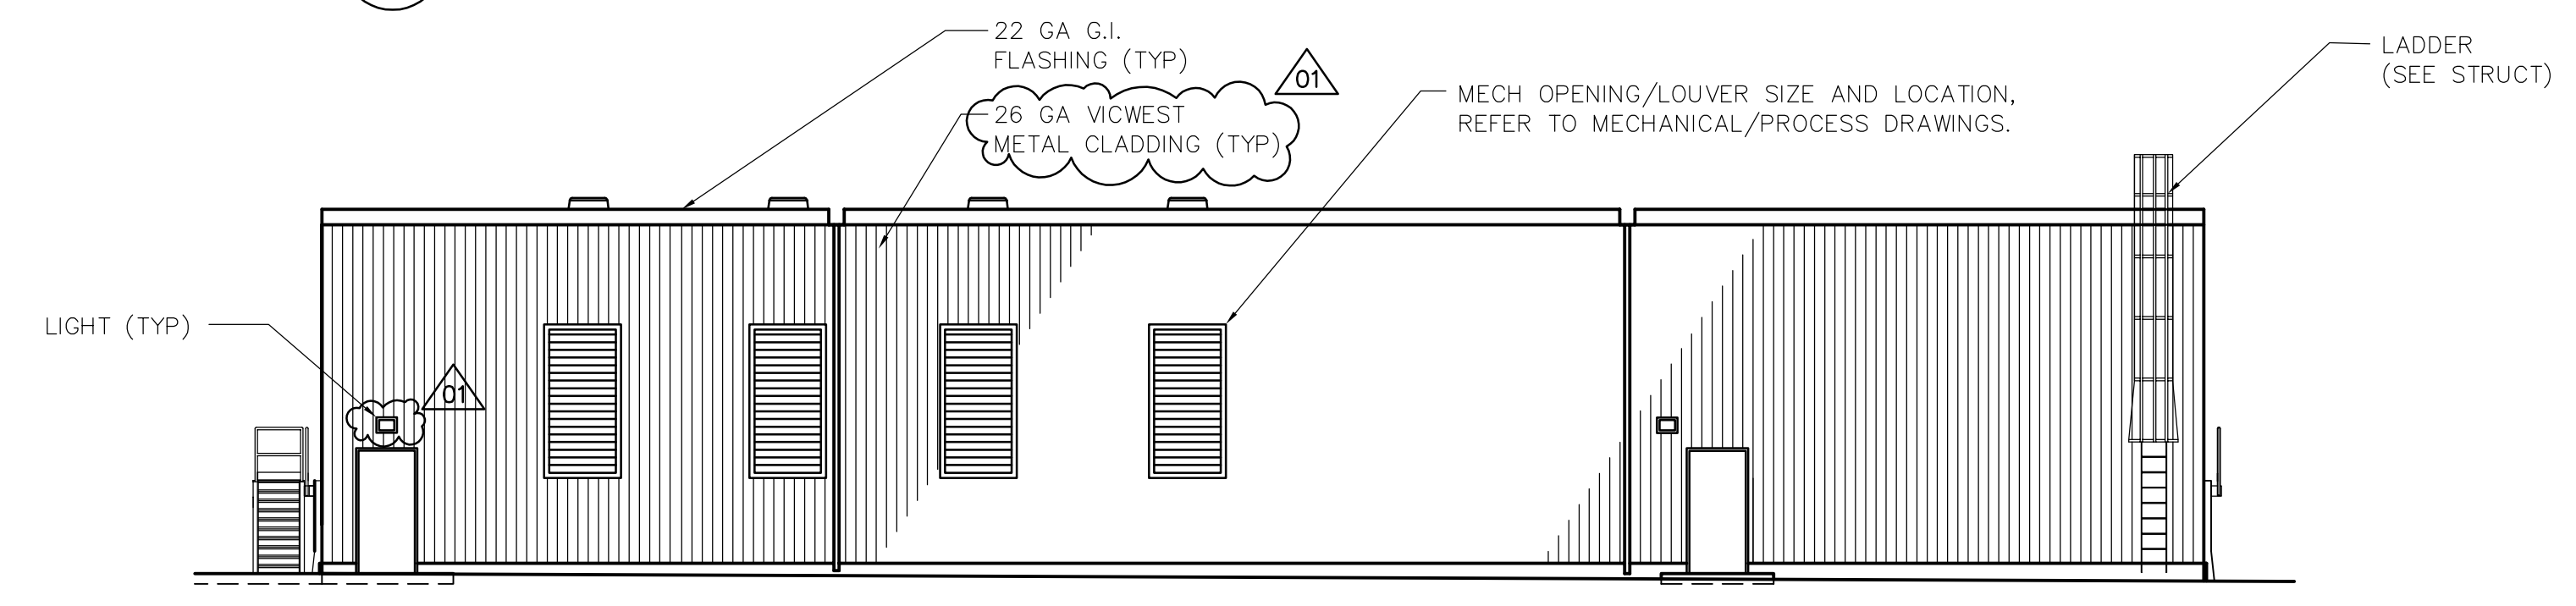 22 GA G.I.
FLASHING (TYP)
01
26 GA VICWEST
METAL CLADDING (TYP)
MECH OPENING/LOUVER SIZE AND LOCATION,
REFER TO MECHANICAL/PROCESS DRAWINGS.
LADDER
(SEE STRUCT)
LIGHT (TYP)
01